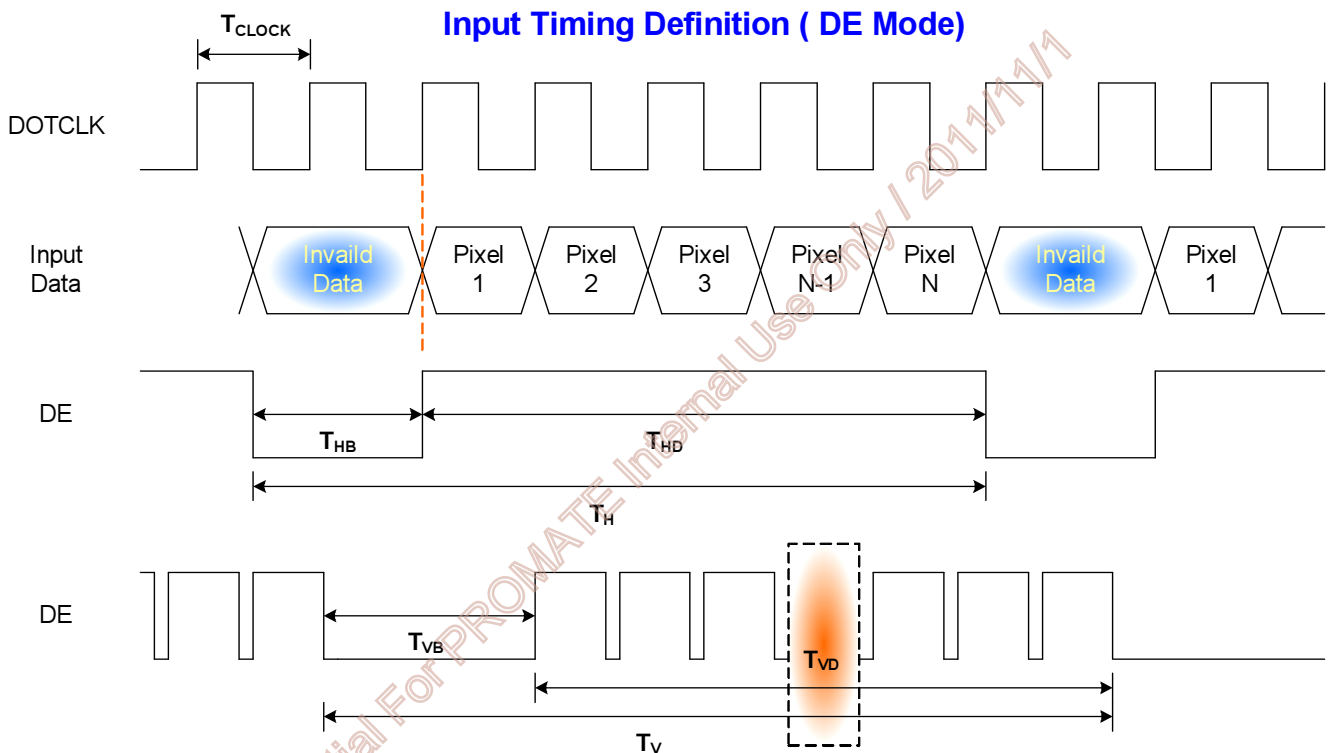 Input Timing Definition ( DE Mode)
TCLOCK
DOTCLK
Input
Data
Invaild
Data
Pixel
1
Pixel
2
Pixel
3
Pixel
N-1
Pixel
N
Invaild
Data
Pixel
1
DE
THB
THD
TH
DE
TVB
TVD
TV
For PROMATE Internal Use Only / 2011/11/1